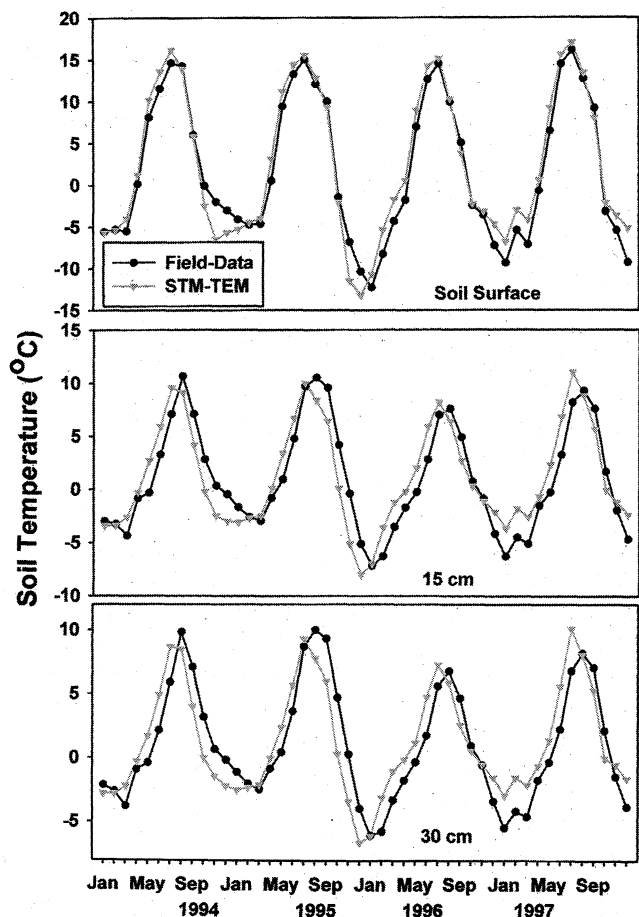 Soil Temperature (°C)
20
15
10
5
0
-5
-10
-15
Field-Data
STM-TEM
Soil Surface
15
10
5
0
-5
-10
15 cm
10
5
0
-5
30 cm
Jan May Sep Jan May Sep Jan May Sep Jan May Sep
1994 1995 1996 1997